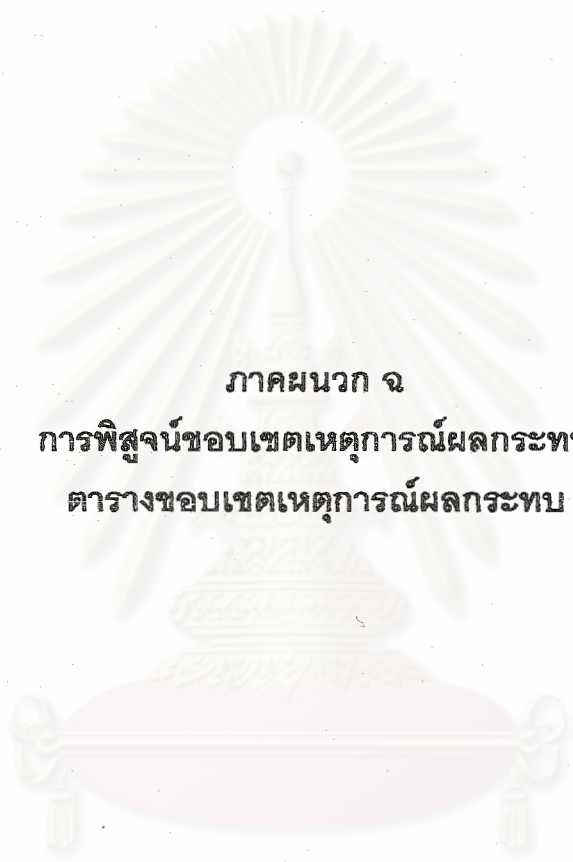 ภาคผนวก ฉ
การพิสูจน์ขอบเขตเหตุการณ์ผลกระทบ
ตารางขอบเขตเหตุการณ์ผลกระทบ